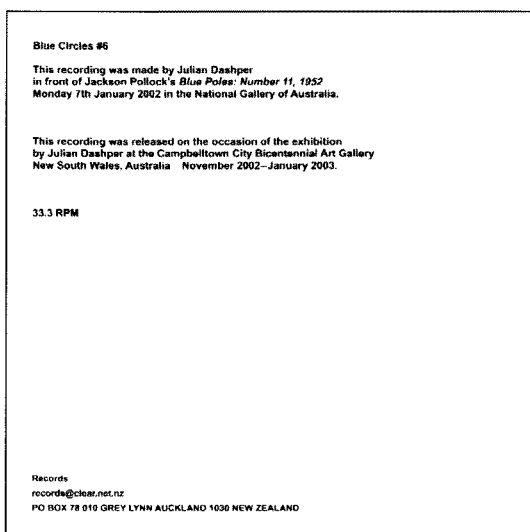 Blue Circles #6
This recording was made by Julian Dashper
in front of Jackson Pollock's Blue Poles: Number 11, 1952
Monday 7th January 2002 in the National Gallery of Australia.
This recording was released on the occasion of the exhibition
by Julian Dashper at the Campbelltown City Bicentennial Art Gallery
New South Wales, Australia November 2002–January 2003.
33.3 RPM
Records
records@clear.net.nz
PO BOX 78 010 GREY LYNN AUCKLAND 1030 NEW ZEALAND